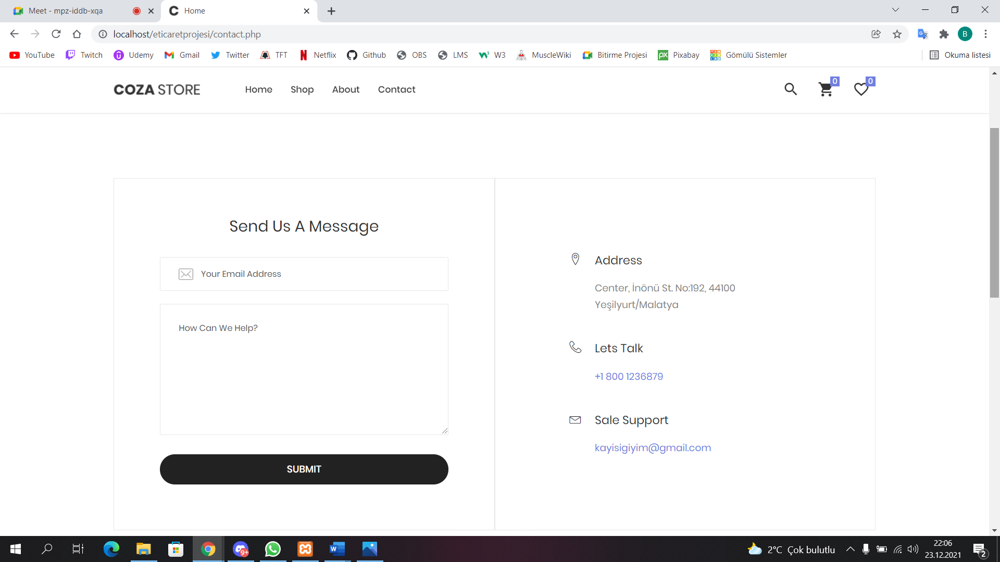 Meet - mpz-iddb-xqa
Home
localhost/eticaretprojesi/contact.php
B
YouTube Twitch Udemy Gmail Twitter TFT Netflix Github OBS LMS W3 MuscleWiki Bitirme Projesi Pixabay Gömülü Sistemler Okuma listesi
COZA STORE Home Shop About Contact 0 0
Send Us A Message
Your Email Address
How Can We Help?
SUBMIT
Address
Center, İnönü St. No:192, 44100
Yeşilyurt/Malatya
Lets Talk
+1 800 1236879
Sale Support
kayisigiyim@gmail.com
9+
2°C Çok bulutlu
22:06
23.12.2021
2